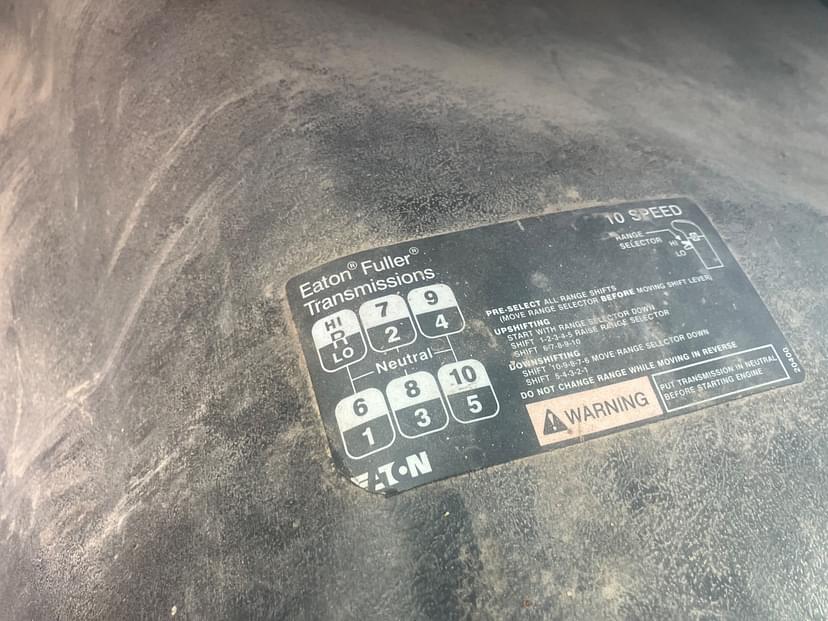 10 SPEED
RANGE
SELECTOR
HI
LO
Eaton® Fuller®
Transmissions
HI
R
LO
7
2
9
4
Neutral
6
1
8
3
10
5
PRE-SELECT ALL RANGE SHIFTS
(MOVE RANGE SELECTOR BEFORE MOVING SHIFT LEVER)
UPSHIFTING
START WITH RANGE SELECTOR DOWN
SHIFT 1-2-3-4-5 RAISE RANGE SELECTOR
SHIFT 6-7-8-9-10
DOWNSHIFTING
SHIFT 10-9-8-7-6 MOVE RANGE SELECTOR DOWN
SHIFT 5-4-3-2-1
DO NOT CHANGE RANGE WHILE MOVING IN REVERSE
WARNING
PUT TRANSMISSION IN NEUTRAL
BEFORE STARTING ENGINE
EATON